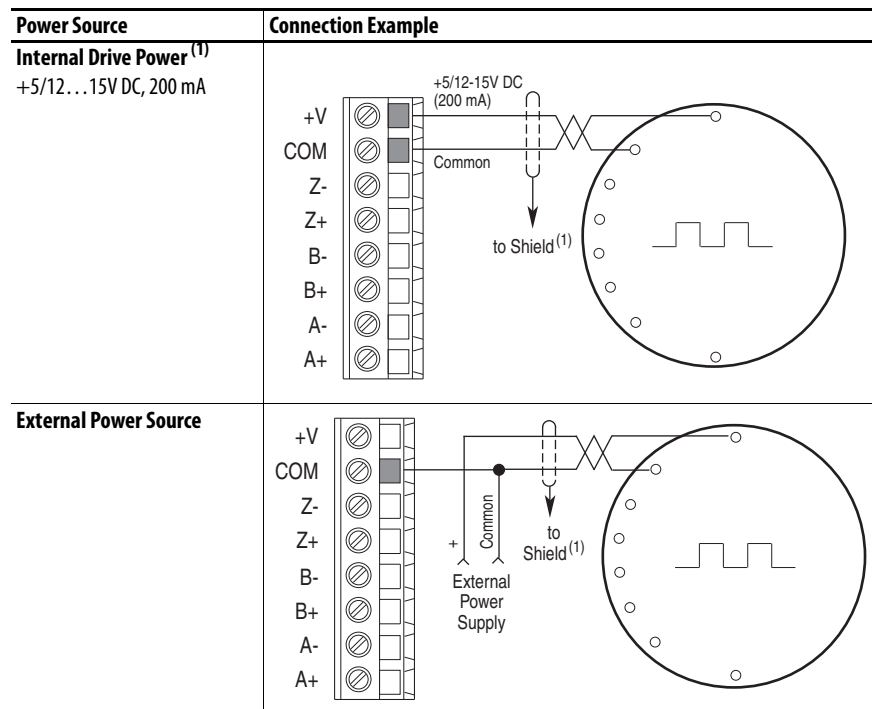 Power Source
Connection Example
Internal Drive Power (1)
+5/12…15V DC, 200 mA
+5/12-15V DC
(200 mA)
+V
COM
Common
Z-
Z+
to Shield (1)
B-
B+
A-
A+
External Power Source
+V
COM
Z-
Common
Z+
+
to
Shield (1)
B-
External
Power
Supply
B+
A-
A+